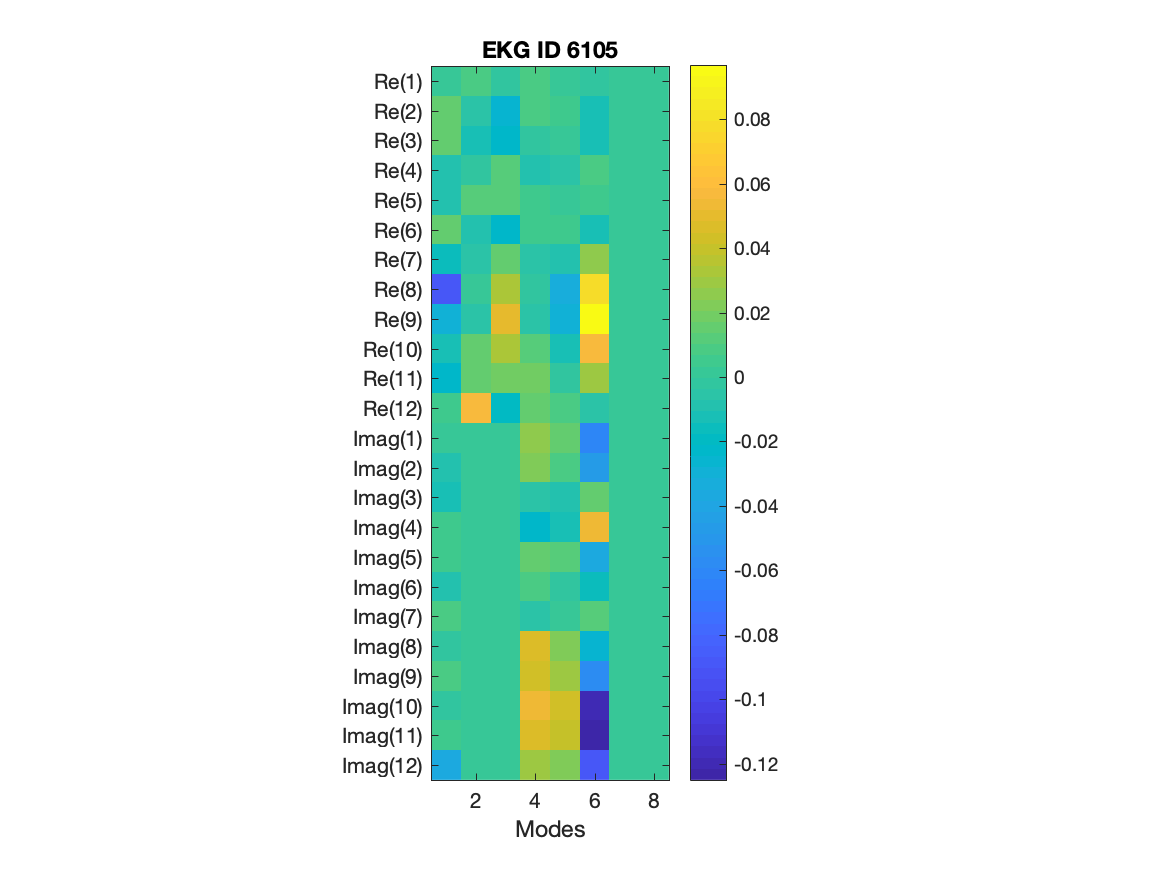 EKG ID 6105
Re(1)
Re(2)
Re(3)
Re(4)
Re(5)
Re(6)
Re(7)
Re(8)
Re(9)
Re(10)
Re(11)
Re(12)
Imag(1)
Imag(2)
Imag(3)
Imag(4)
Imag(5)
Imag(6)
Imag(7)
Imag(8)
Imag(9)
Imag(10)
Imag(11)
Imag(12)
2 4 6 8
Modes
0.08
0.06
0.04
0.02
0
-0.02
-0.04
-0.06
-0.08
-0.1
-0.12